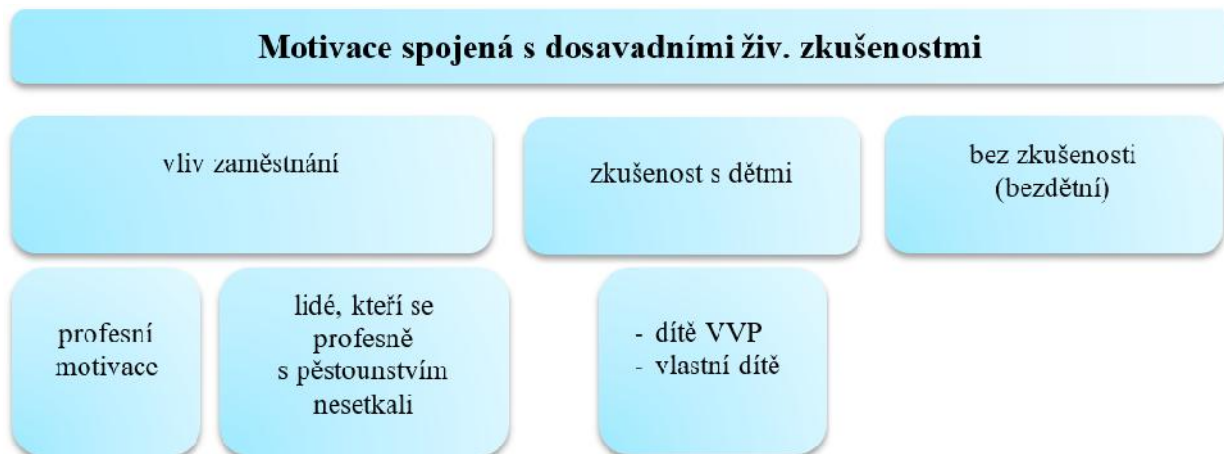 Motivace spojená s dosavadními živ. zkušenostmi
vliv zaměstnání
zkušenost s dětmi
bez zkušenosti
(bezdětní)
profesní
motivace
lidé, kteří se
profesně
s pěstounstvím
nesetkali
- dítě VVP
- vlastní dítě